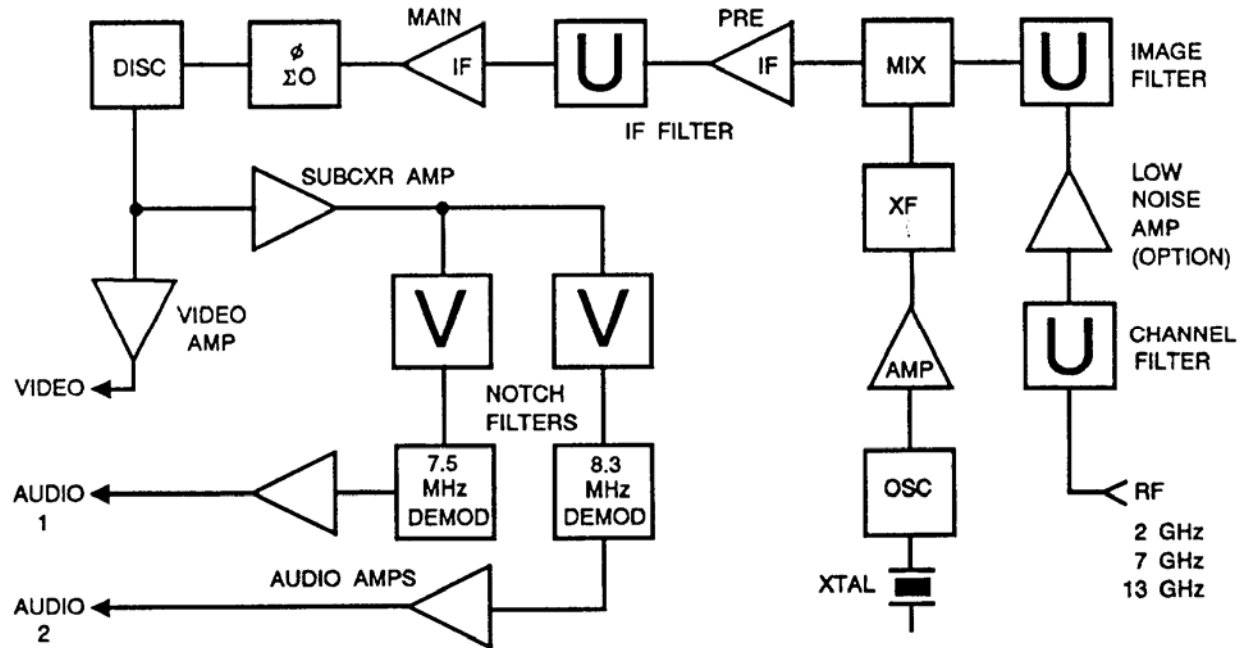 DISC
ø
ΣO
MAIN
IF
U
IF FILTER
PRE
IF
MIX
U
IMAGE
FILTER
SUBCXR AMP
XF
LOW
NOISE
AMP
(OPTION)
VIDEO
AMP
V
V
AMP
U
CHANNEL
FILTER
VIDEO
NOTCH
FILTERS
AUDIO
1
7.5
MHz
DEMOD
8.3
MHz
DEMOD
OSC
RF
2 GHz
7 GHz
13 GHz
AUDIO AMPS
XTAL
AUDIO
2